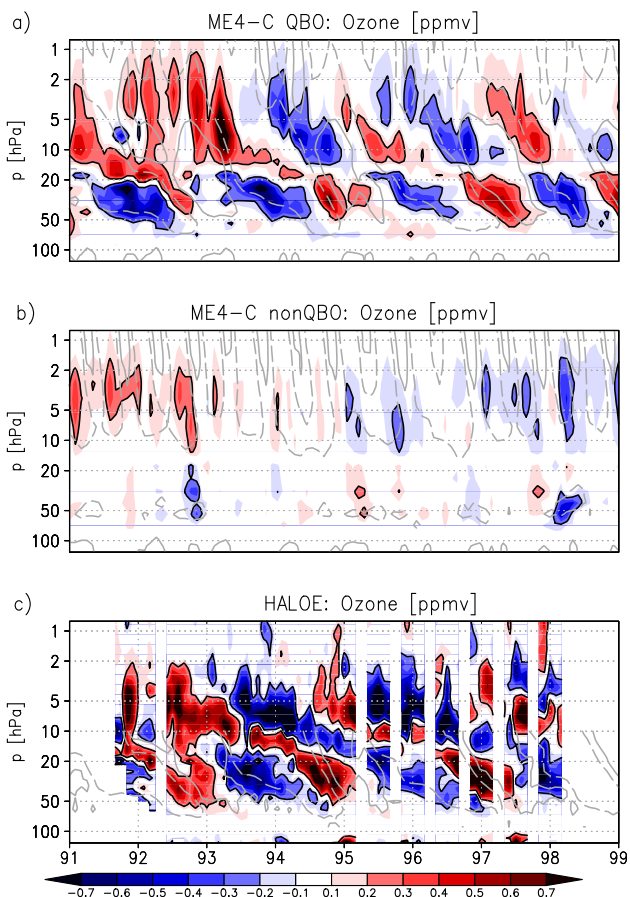 a) ME4-C QBO: Ozone [ppmv]
p [hPa]
1
2
5
10
20
50
100
b) ME4-C nonQBO: Ozone [ppmv]
p [hPa]
1
2
5
10
20
50
100
c) HALOE: Ozone [ppmv]
p [hPa]
1
2
5
10
20
50
100
91 92 93 94 95 96 97 98 99
-0.7 -0.6 -0.5 -0.4 -0.3 -0.2 -0.1 0.1 0.2 0.3 0.4 0.5 0.6 0.7